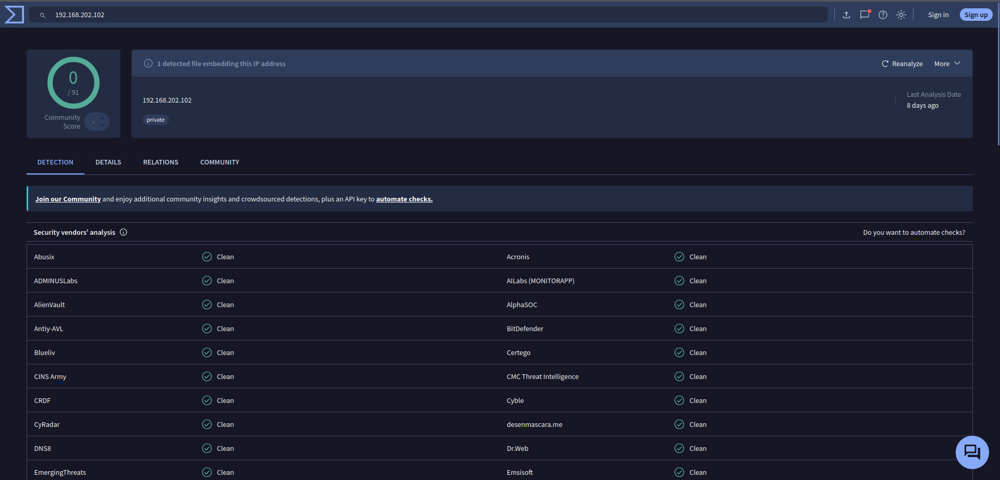 192.168.202.102
Sign in
Sign up
0
/ 91
Community
Score
1 detected file embedding this IP address
Reanalyze
More
192.168.202.102
private
Last Analysis Date
8 days ago
DETECTION
DETAILS
RELATIONS
COMMUNITY
Join our Community and enjoy additional community insights and crowdsourced detections, plus an API key to automate checks.
Security vendors' analysis
Do you want to automate checks?
Abusix Clean Acronis Clean
ADMINUSLabs Clean AILabs (MONITORAPP) Clean
AlienVault Clean AlphaSOC Clean
Antiy-AVL Clean BitDefender Clean
Blueliv Clean Certego Clean
CINS Army Clean CMC Threat Intelligence Clean
CRDF Clean Cyble Clean
CyRadar Clean desenmascara.me Clean
DNS8 Clean Dr.Web Clean
EmergingThreats Clean Emsisoft Clean